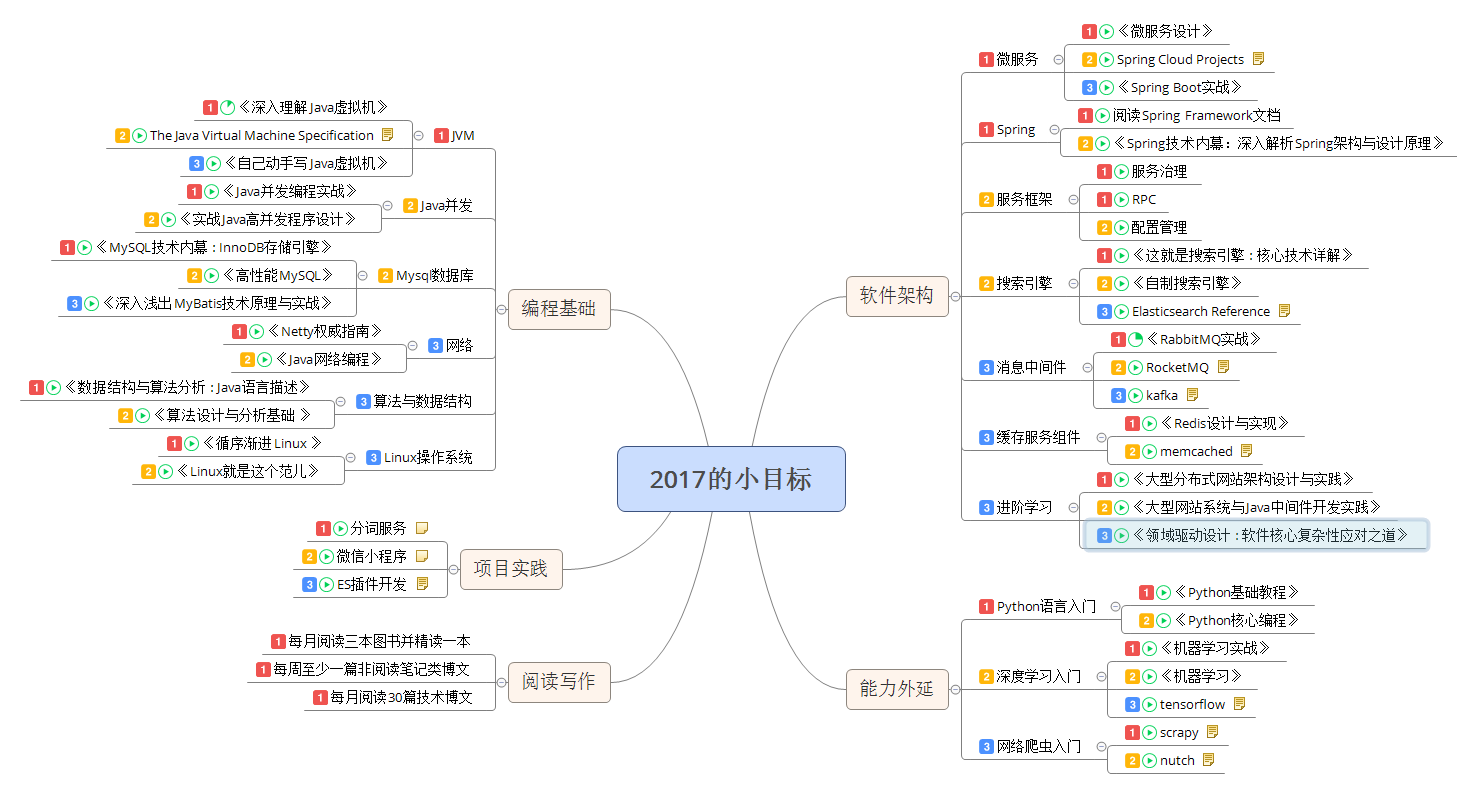 2017的小目标
编程基础
1 JVM
1 《深入理解Java虚拟机》
2 The Java Virtual Machine Specification
3 《自己动手写Java虚拟机》
2 Java并发
1 《Java并发编程实战》
2 《实战Java高并发程序设计》
2 Mysql数据库
1 《MySQL技术内幕：InnoDB存储引擎》
2 《高性能MySQL》
3 《深入浅出MyBatis技术原理与实战》
3 网络
1 《Netty权威指南》
2 《Java网络编程》
3 算法与数据结构
1 《数据结构与算法分析：Java语言描述》
2 《算法设计与分析基础 》
3 Linux操作系统
1 《循序渐进Linux 》
2 《Linux就是这个范儿》
项目实践
1 分词服务
2 微信小程序
3 ES插件开发
阅读写作
1 每月阅读三本图书并精读一本
1 每周至少一篇非阅读笔记类博文
1 每月阅读30篇技术博文
软件架构
1 微服务
1 《微服务设计》
2 Spring Cloud Projects
3 《Spring Boot实战》
1 Spring
1 阅读Spring Framework文档
2 《Spring技术内幕：深入解析Spring架构与设计原理》
2 服务框架
1 服务治理
1 RPC
2 配置管理
2 搜索引擎
1 《这就是搜索引擎：核心技术详解》
2 《自制搜索引擎》
3 Elasticsearch Reference
3 消息中间件
1 《RabbitMQ实战》
2 RocketMQ
3 kafka
3 缓存服务组件
1 《Redis设计与实现》
2 memcached
3 进阶学习
1 《大型分布式网站架构设计与实践》
2 《大型网站系统与Java中间件开发实践》
3 《领域驱动设计：软件核心复杂性应对之道》
能力外延
1 Python语言入门
1 《Python基础教程》
2 《Python核心编程》
2 深度学习入门
1 《机器学习实战》
2 《机器学习》
3 tensorflow
3 网络爬虫入门
1 scrapy
2 nutch